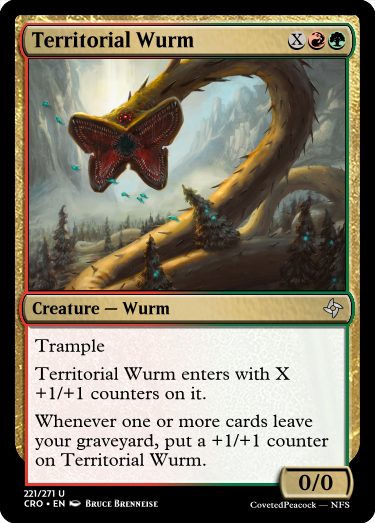 Territorial Wurm X
Creature — Wurm
Trample
Territorial Wurm enters with X
+1/+1 counters on it.
Whenever one or more cards leave
your graveyard, put a +1/+1 counter
on Territorial Wurm.
0/0
221/271 U
CRO • EN Bruce Brenneise
CovetedPeacock — NFS